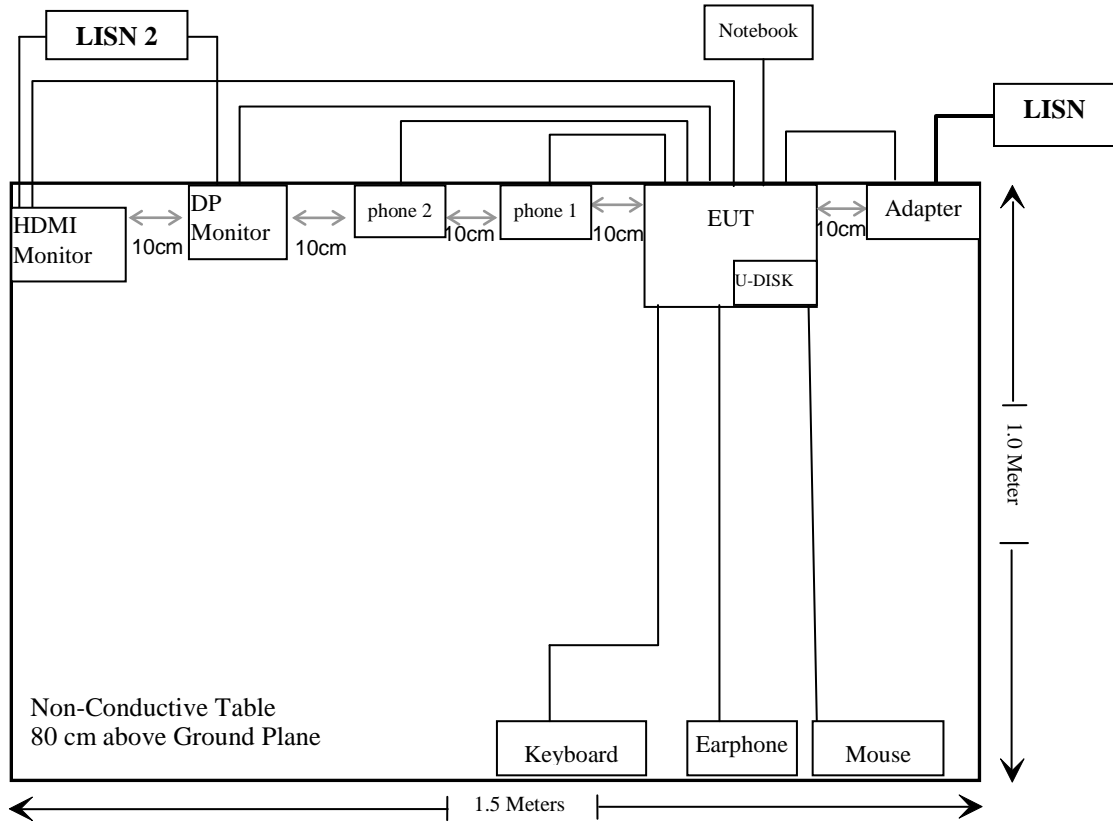 LISN 2
Notebook
LISN
HDMI
Monitor
10cm
DP
Monitor
10cm
phone 2
10cm
phone 1
10cm
EUT
U-DISK
10cm
Adapter
1.0 Meter
Non-Conductive Table
80 cm above Ground Plane
Keyboard
Earphone
Mouse
1.5 Meters